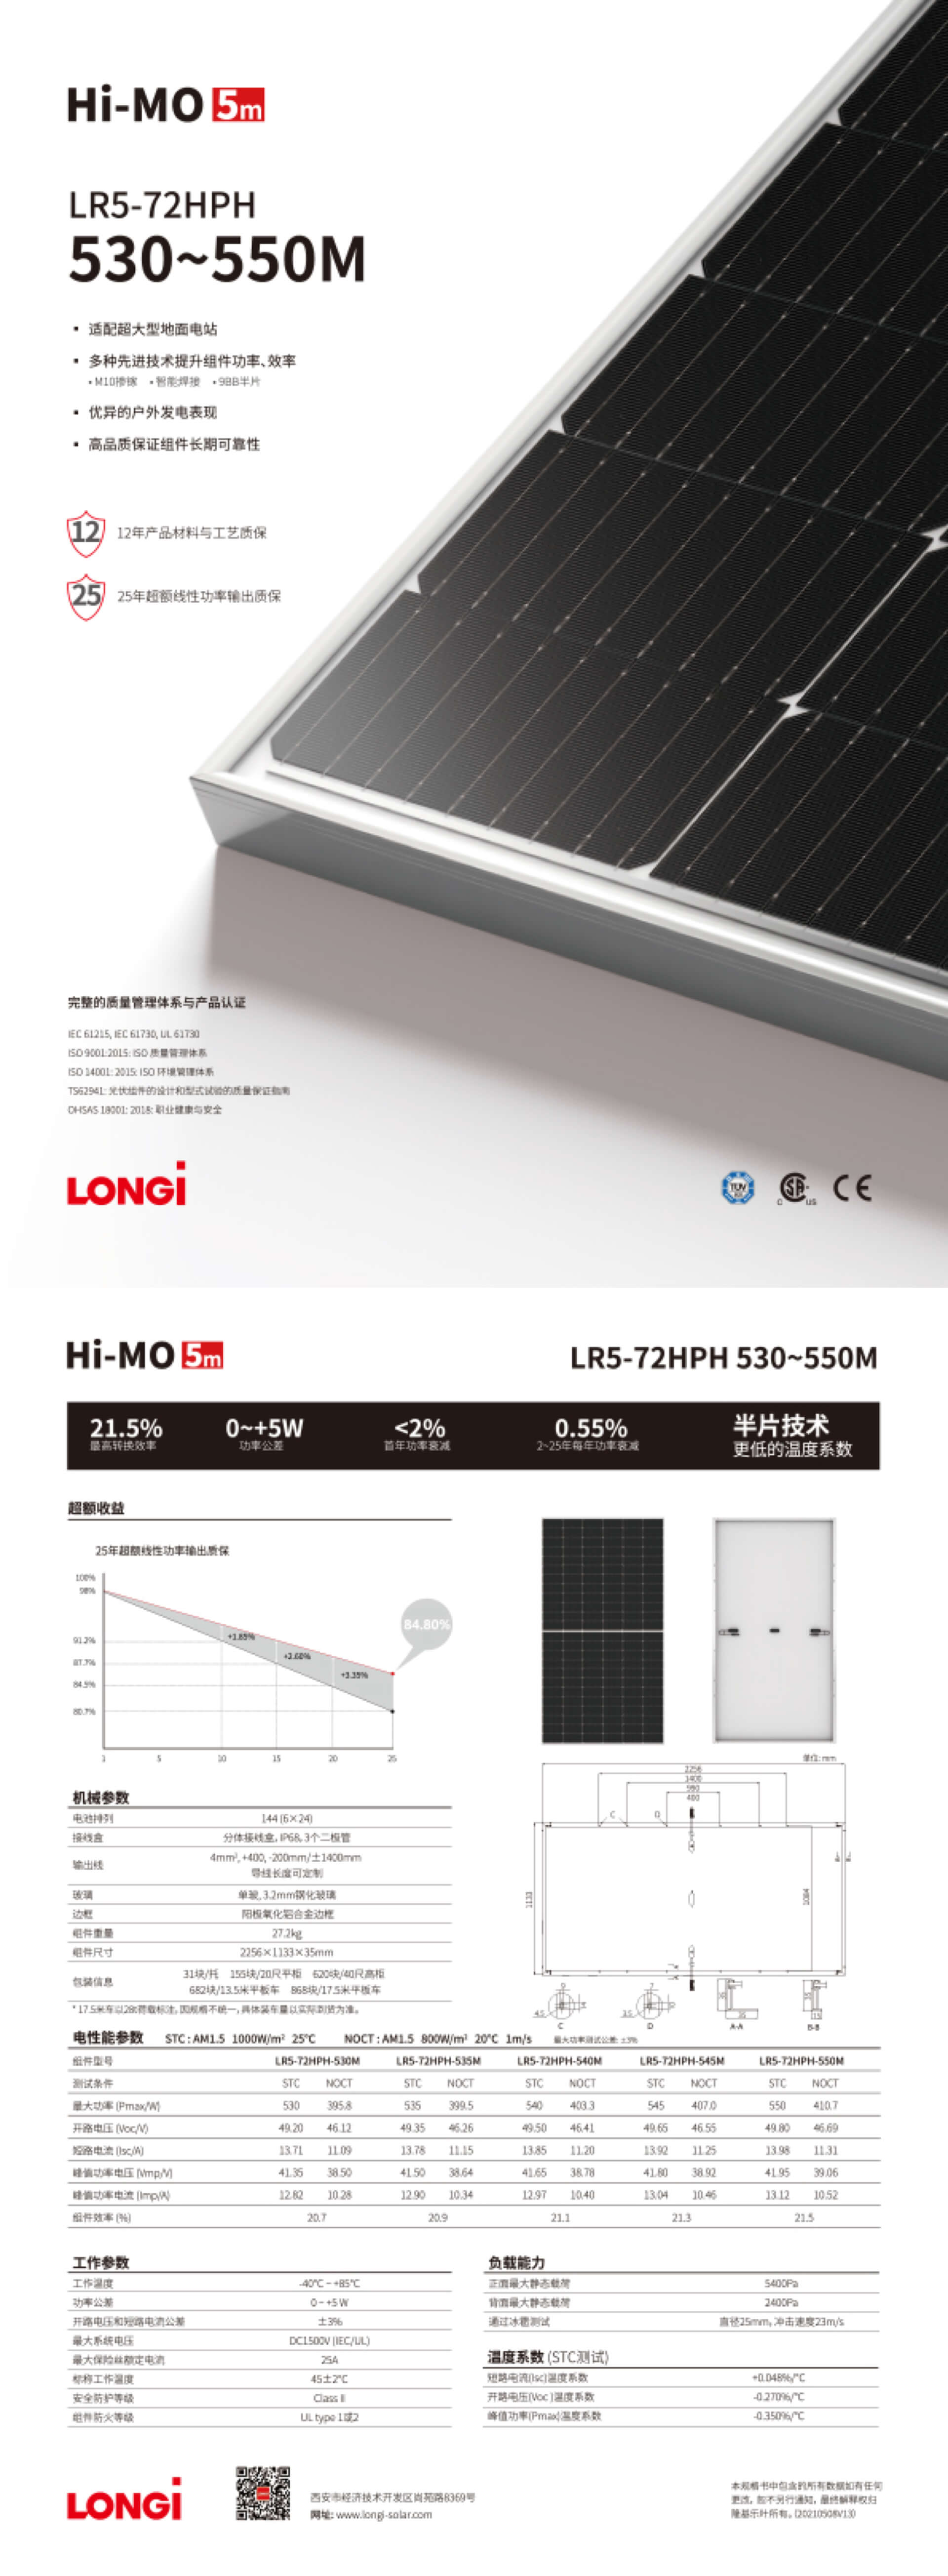 Hi-MO 5m
LR5-72HPH
530~550M
▪ 适配超大型地面电站
▪ 多种先进技术提升组件功率、效率
• M10掺镓 • 智能焊接 • 9BB半片
▪ 优异的户外发电表现
▪ 高品质保证组件长期可靠性
12 12年产品材料与工艺质保
25 25年超额线性功率输出质保
完整的质量管理体系与产品认证
IEC 61215, IEC 61730, UL 61730
ISO 9001:2015: ISO 质量管理体系
ISO 14001: 2015: ISO 环境管理体系
TS62941: 光伏组件的设计和型式试验的质量保证指南
OHSAS 18001: 2018: 职业健康与安全
LONGi
TÜV
C SA US
CE
Hi-MO 5m
LR5-72HPH 530~550M
21.5% 0~+5W <2% 0.55% 半片技术
最高转换效率 功率公差 首年功率衰减 2~25年每年功率衰减 更低的温度系数
超额收益
25年超额线性功率输出质保
100%
98%
91.2%
87.7%
84.5%
80.7%
+1.85%
+2.60%
+3.35%
84.80%
1 5 10 15 20 25
单位: mm
2256
1400
990
400
C D
1133
1084
C D A-A B-B
机械参数
电池排列 144 (6×24)
接线盒 分体接线盒, IP68, 3个二极管
输出线 4mm², +400, -200mm/±1400mm
导线长度可定制
玻璃 单玻, 3.2mm钢化玻璃
边框 阳极氧化铝合金边框
组件重量 27.2kg
组件尺寸 2256×1133×35mm
包装信息 31块/托 155块/20尺平柜 620块/40尺高柜
682块/13.5米平板车 868块/17.5米平板车
* 17.5米车以28t荷载标注, 因规格不统一, 具体装车量以实际到货为准。
电性能参数 STC : AM1.5 1000W/m² 25°C NOCT : AM1.5 800W/m² 20°C 1m/s 最大功率测试公差: ±3%
组件型号 LR5-72HPH-530M LR5-72HPH-535M LR5-72HPH-540M LR5-72HPH-545M LR5-72HPH-550M
测试条件 STC NOCT STC NOCT STC NOCT STC NOCT STC NOCT
最大功率 (Pmax/W) 530 395.8 535 399.5 540 403.3 545 407.0 550 410.7
开路电压 (Voc/V) 49.20 46.12 49.35 46.26 49.50 46.41 49.65 46.55 49.80 46.69
短路电流 (Isc/A) 13.71 11.09 13.78 11.15 13.85 11.20 13.92 11.25 13.98 11.31
峰值功率电压 (Vmp/V) 41.35 38.50 41.50 38.64 41.65 38.78 41.80 38.92 41.95 39.06
峰值功率电流 (Imp/A) 12.82 10.28 12.90 10.34 12.97 10.40 13.04 10.46 13.12 10.52
组件效率 (%) 20.7 20.9 21.1 21.3 21.5
工作参数
工作温度 -40°C ~ +85°C
功率公差 0 ~ +5 W
开路电压和短路电流公差 ±3%
最大系统电压 DC1500V (IEC/UL)
最大保险丝额定电流 25A
标称工作温度 45±2°C
安全防护等级 Class II
组件防火等级 UL type 1或2
负载能力
正面最大静态载荷 5400Pa
背面最大静态载荷 2400Pa
通过冰雹测试 直径25mm, 冲击速度23m/s
温度系数 (STC测试)
短路电流(Isc)温度系数 +0.048%/°C
开路电压(Voc )温度系数 -0.270%/°C
峰值功率(Pmax)温度系数 -0.350%/°C
LONGi
西安市经济技术开发区尚苑路8369号
网址: www.longi-solar.com
本规格书中包含的所有数据如有任何
更改, 恕不另行通知, 最终解释权归
隆基乐叶所有。(20210508V13)